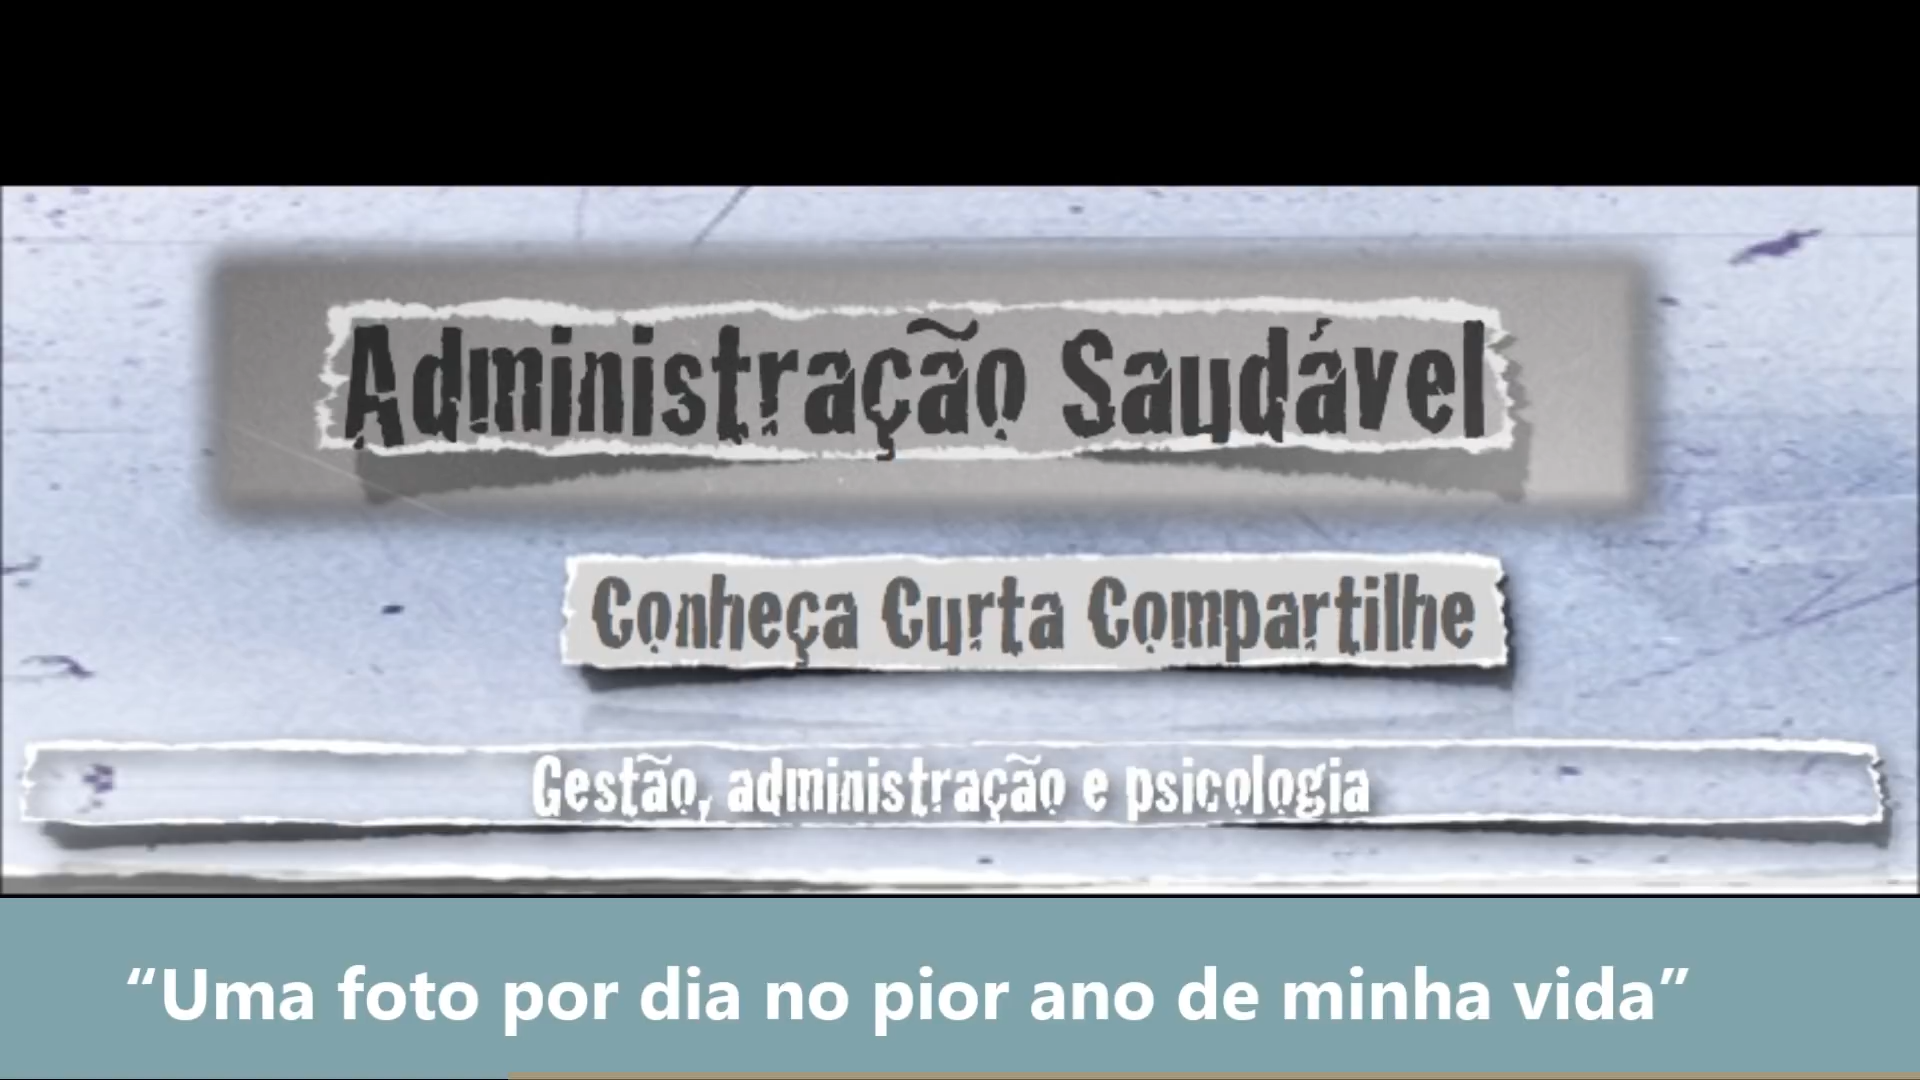 Administração Saudável
Conheça Curta Compartilhe
Gestão, administração e psicologia
“Uma foto por dia no pior ano de minha vida”